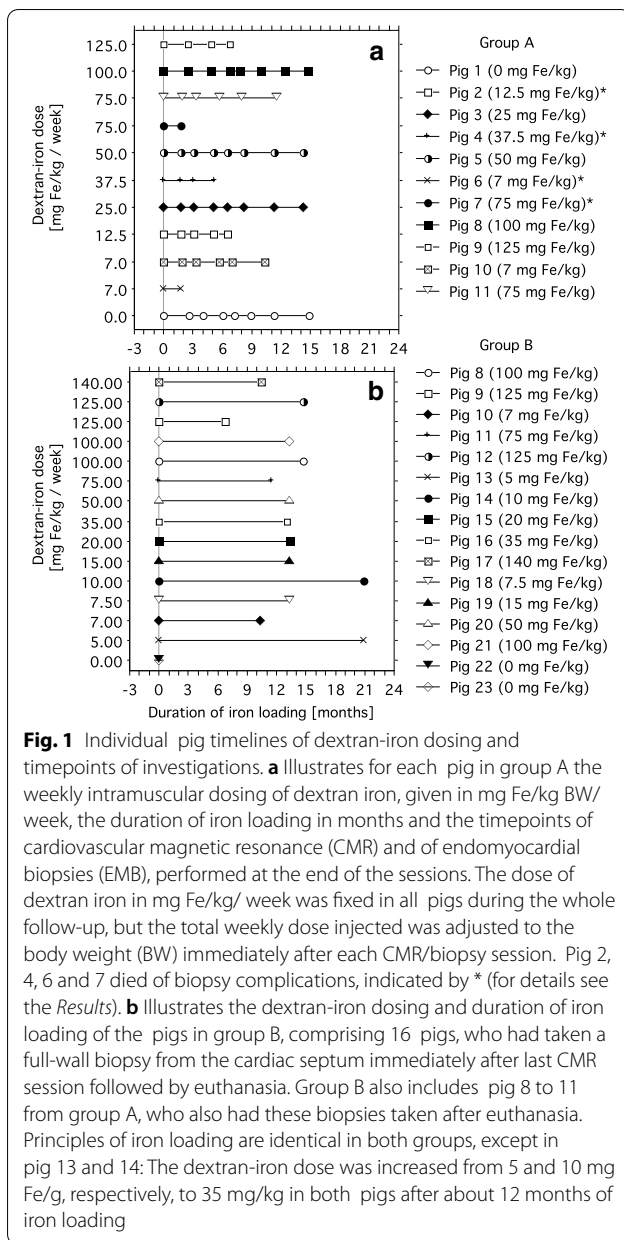 a
Group A
Dextran-iron dose
[mg Fe/kg / week]
125.0
100.0
75.0
75.0
50.0
37.5
25.0
12.5
7.0
7.0
0.0
-3 0 3 6 9 12 15 18 21 24
Pig 1 (0 mg Fe/kg)
Pig 2 (12.5 mg Fe/kg)*
Pig 3 (25 mg Fe/kg)
Pig 4 (37.5 mg Fe/kg)*
Pig 5 (50 mg Fe/kg)
Pig 6 (7 mg Fe/kg)*
Pig 7 (75 mg Fe/kg)*
Pig 8 (100 mg Fe/kg)
Pig 9 (125 mg Fe/kg)
Pig 10 (7 mg Fe/kg)
Pig 11 (75 mg Fe/kg)
b
Group B
Dextran-iron dose
[mg Fe/kg / week]
140.00
125.00
125.00
100.00
100.00
75.00
50.00
35.00
20.00
15.00
10.00
7.50
7.00
5.00
0.00
-3 0 3 6 9 12 15 18 21 24
Duration of iron loading [months]
Pig 8 (100 mg Fe/kg)
Pig 9 (125 mg Fe/kg)
Pig 10 (7 mg Fe/kg)
Pig 11 (75 mg Fe/kg)
Pig 12 (125 mg Fe/kg)
Pig 13 (5 mg Fe/kg)
Pig 14 (10 mg Fe/kg)
Pig 15 (20 mg Fe/kg)
Pig 16 (35 mg Fe/kg)
Pig 17 (140 mg Fe/kg)
Pig 18 (7.5 mg Fe/kg)
Pig 19 (15 mg Fe/kg)
Pig 20 (50 mg Fe/kg)
Pig 21 (100 mg Fe/kg)
Pig 22 (0 mg Fe/kg)
Pig 23 (0 mg Fe/kg)
Fig. 1 Individual pig timelines of dextran-iron dosing and
timepoints of investigations. a Illustrates for each pig in group A the
weekly intramuscular dosing of dextran iron, given in mg Fe/kg BW/
week, the duration of iron loading in months and the timepoints of
cardiovascular magnetic resonance (CMR) and of endomyocardial
biopsies (EMB), performed at the end of the sessions. The dose of
dextran iron in mg Fe/kg/ week was fixed in all pigs during the whole
follow-up, but the total weekly dose injected was adjusted to the
body weight (BW) immediately after each CMR/biopsy session. Pig 2,
4, 6 and 7 died of biopsy complications, indicated by * (for details see
the Results). b Illustrates the dextran-iron dosing and duration of iron
loading of the pigs in group B, comprising 16 pigs, who had taken a
full-wall biopsy from the cardiac septum immediately after last CMR
session followed by euthanasia. Group B also includes pig 8 to 11
from group A, who also had these biopsies taken after euthanasia.
Principles of iron loading are identical in both groups, except in
pig 13 and 14: The dextran-iron dose was increased from 5 and 10 mg
Fe/g, respectively, to 35 mg/kg in both pigs after about 12 months of
iron loading